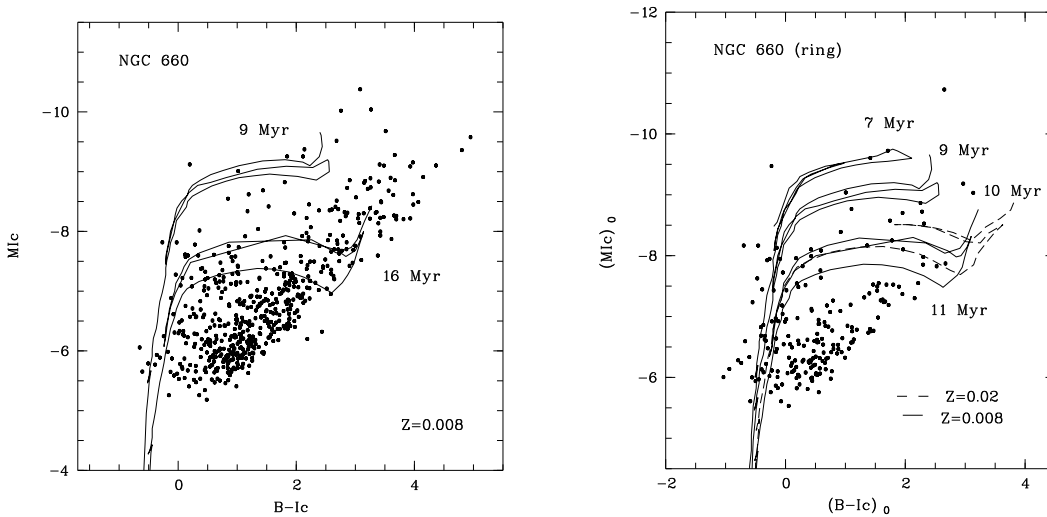 NGC 660
9 Myr
16 Myr
Z=0.008
MIc
-10
-8
-6
-4
0
2
4
B-Ic
NGC 660 (ring)
7 Myr
9 Myr
10 Myr
11 Myr
Z=0.02
Z=0.008
(MIc) 0
-12
-10
-8
-6
-2
0
2
4
(B-Ic) 0